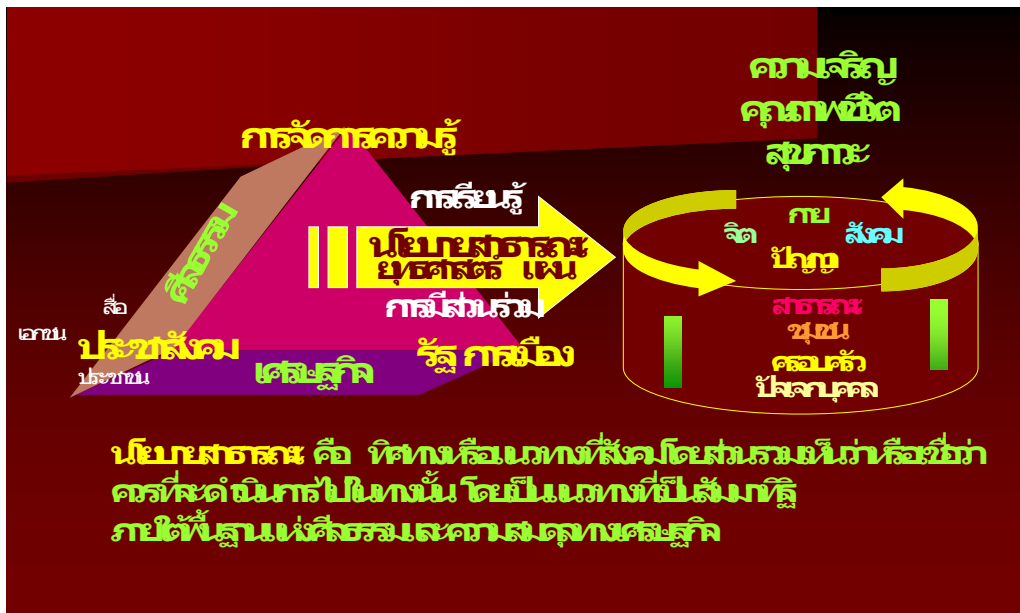 ความเจริญ
คุณภาพชีวิต
สุขภาวะ
การจัดการความรู้
การเรียนรู้
ศีลธรรม
นโยบายสาธารณะ
ยุทธศาสตร์ แผน
การมีส่วนร่วม
สื่อ
เอกชน
ประชาสังคม
ประชาชน
เศรษฐกิจ
รัฐ การเมือง
กาย
จิต
สังคม
ปัญญา
สาธารณะ
ชุมชน
ครอบครัว
ปัจเจกบุคคล
นโยบายสาธารณะ คือ ทิศทางหรือแนวทางที่สังคมโดยส่วนรวมเห็นว่าหรือเชื่อว่า
ควรที่จะดำเนินการไปในทางนั้น โดยเป็นแนวทางที่เป็นสัมมาทิฐิ
ภายใต้พื้นฐานแห่งศีลธรรมและความสมดุลทางเศรษฐกิจ